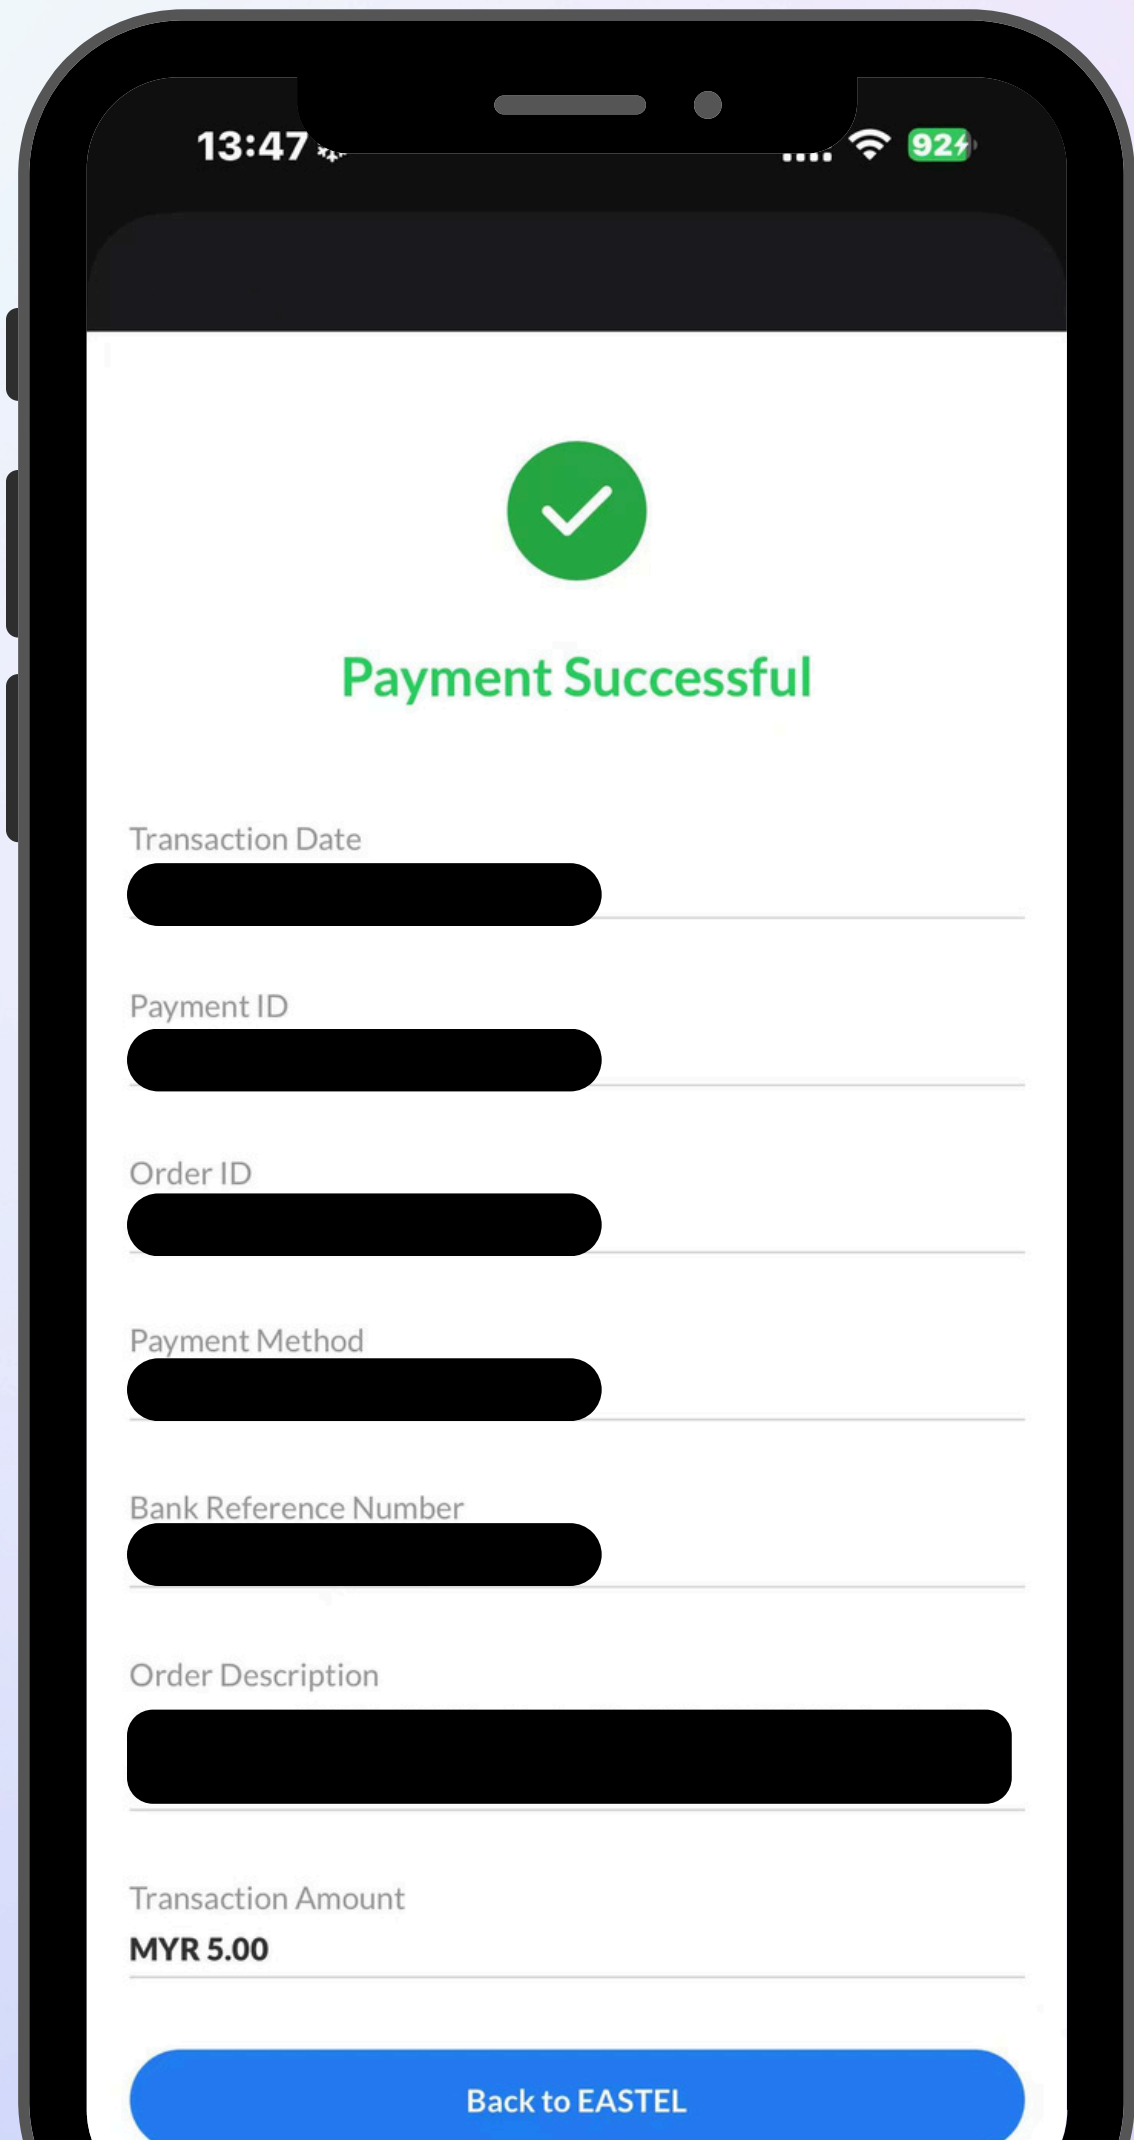 13:47
92
Payment Successful
Transaction Date
Payment ID
Order ID
Payment Method
Bank Reference Number
Order Description
Transaction Amount
MYR 5.00
Back to EASTEL